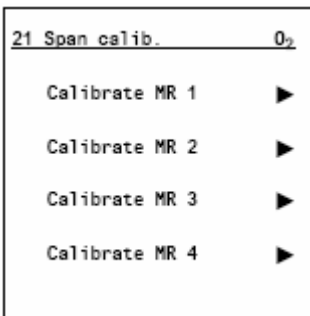 21 Span calib. O₂
Calibrate MR 1 ▶
Calibrate MR 2 ▶
Calibrate MR 3 ▶
Calibrate MR 4 ▶